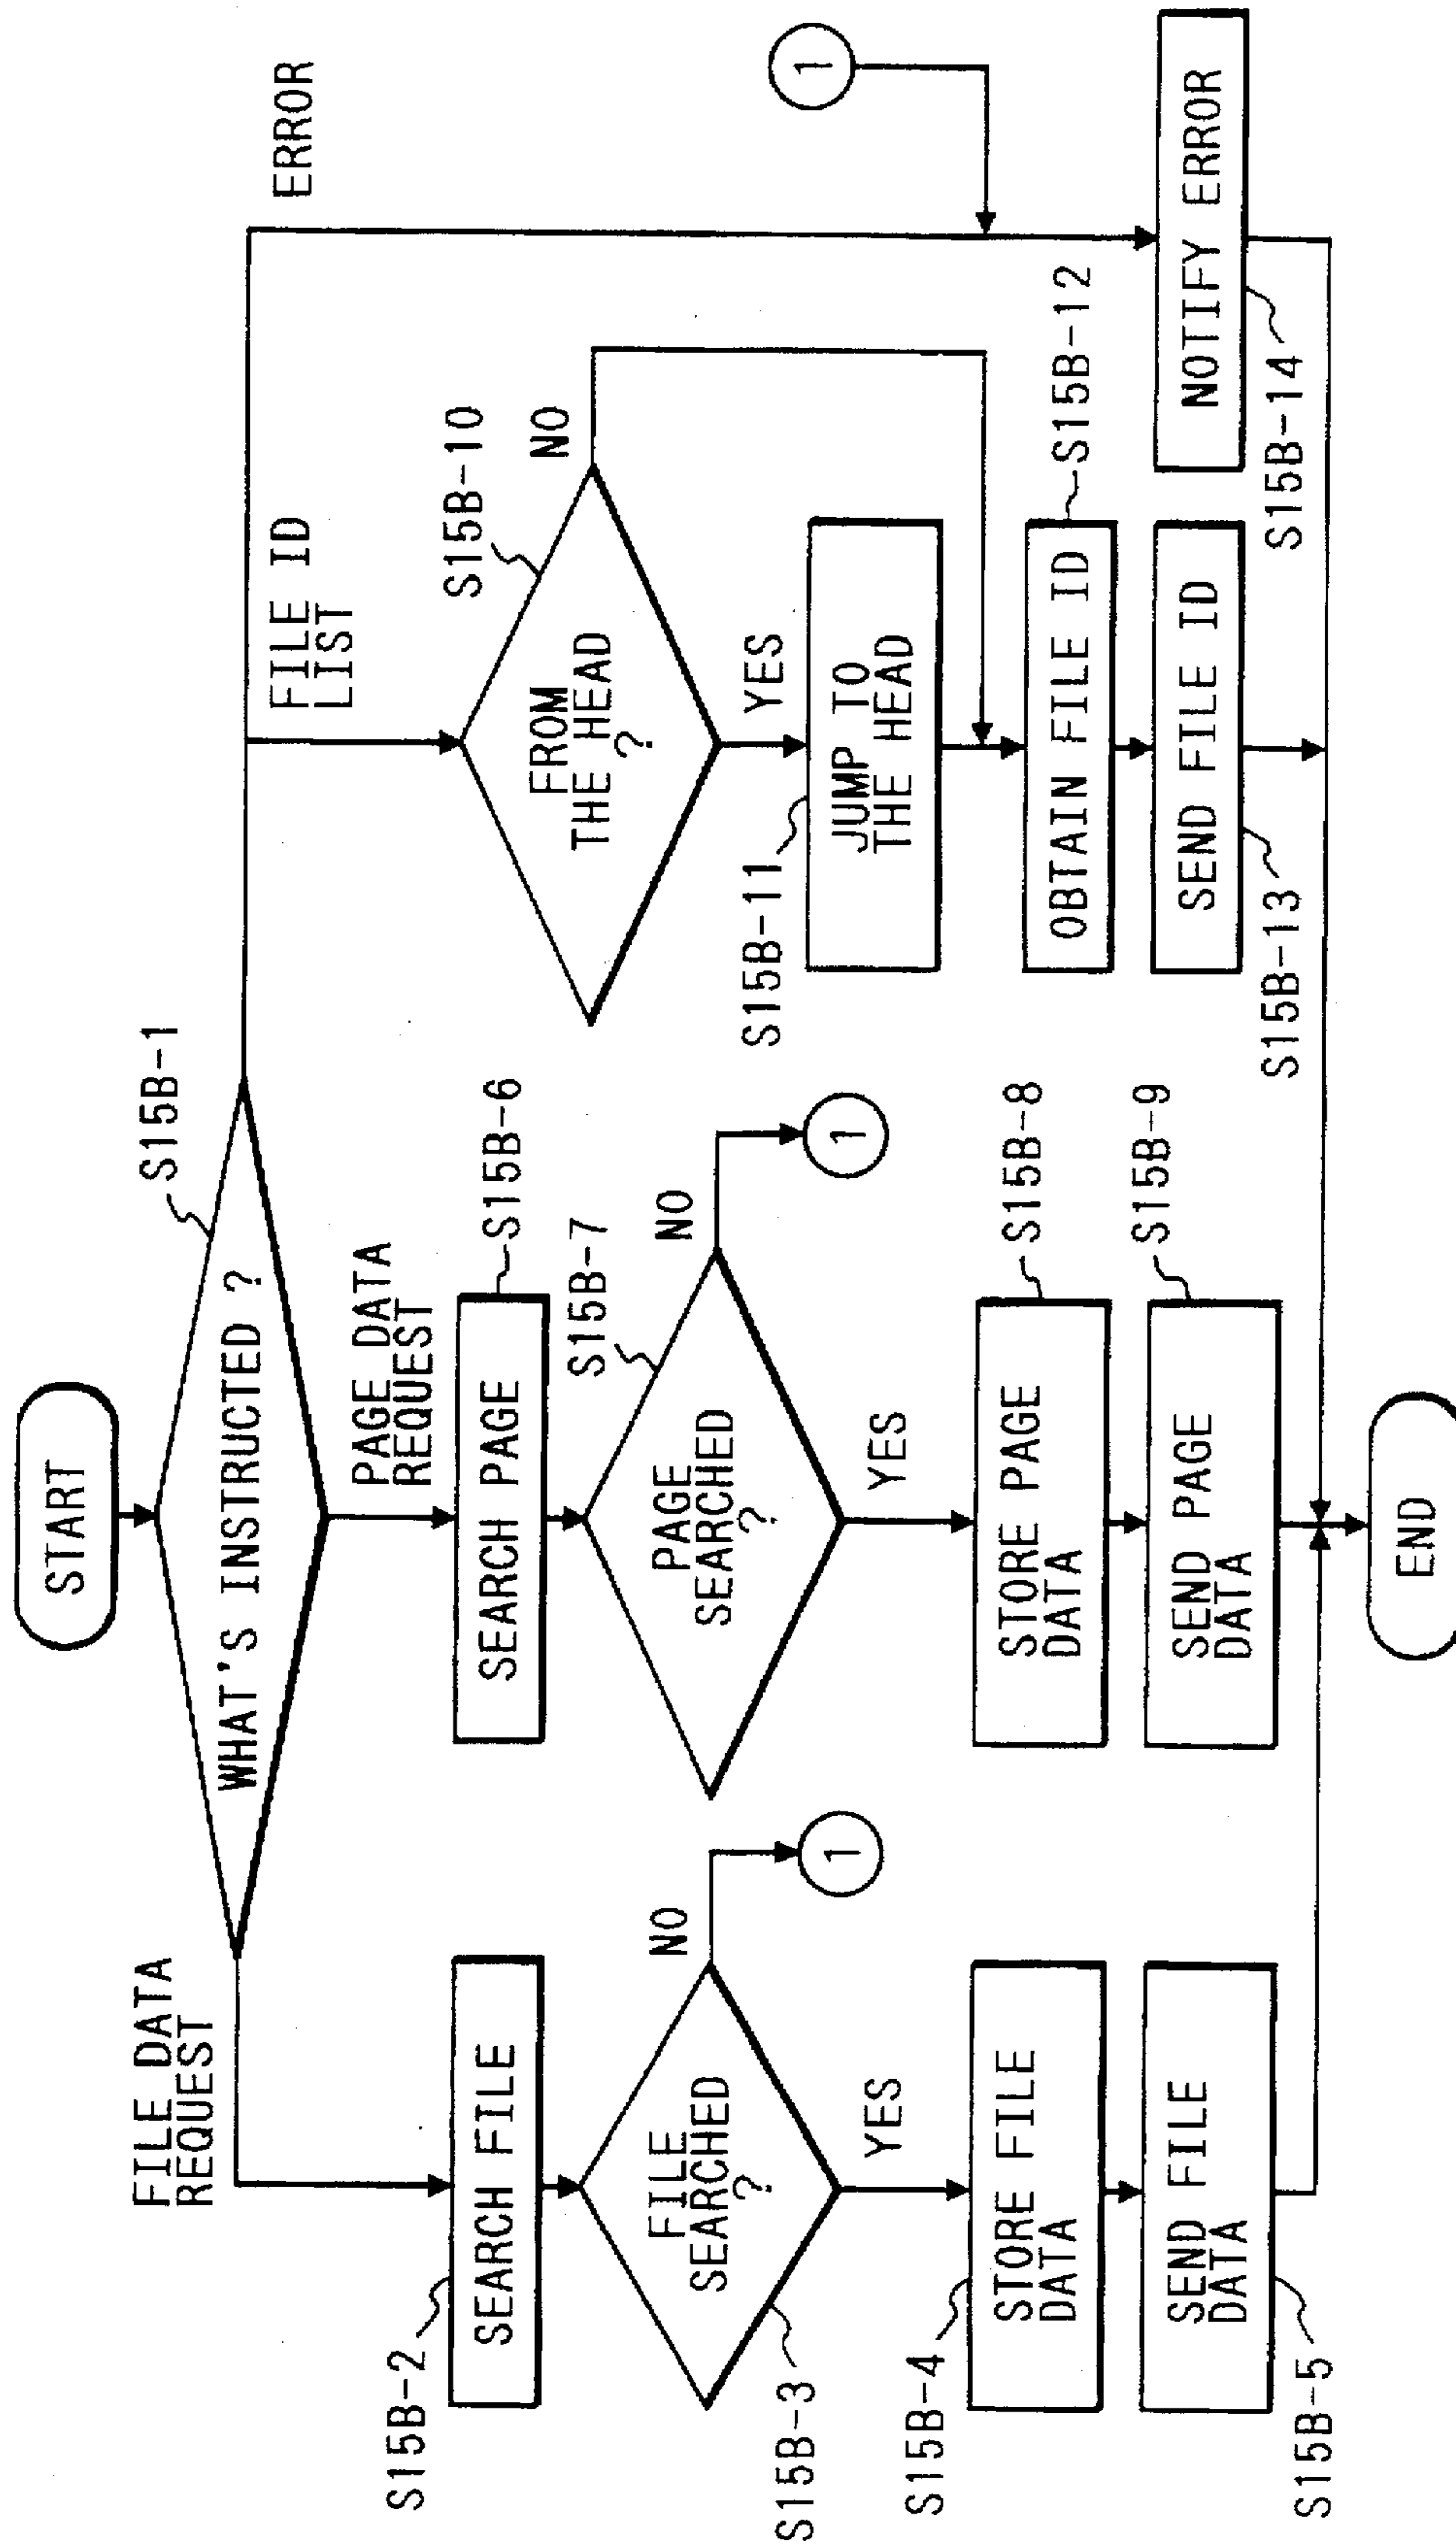 START
WHAT'S INSTRUCTED ?
S15B-1
FILE DATA
REQUEST
PAGE DATA
REQUEST
FILE ID
LIST
ERROR
S15B-2
SEARCH FILE
FILE
SEARCHED
?
S15B-3
NO
1
YES
S15B-4
STORE FILE
DATA
SEND FILE
DATA
S15B-5
SEARCH PAGE
S15B-6
S15B-7
PAGE
SEARCHED
?
NO
1
YES
STORE PAGE
DATA
S15B-8
SEND PAGE
DATA
S15B-9
S15B-10
FROM
THE HEAD
?
NO
YES
S15B-11
JUMP TO
THE HEAD
OBTAIN FILE ID
S15B-12
SEND FILE ID
S15B-13
1
NOTIFY ERROR
S15B-14
END